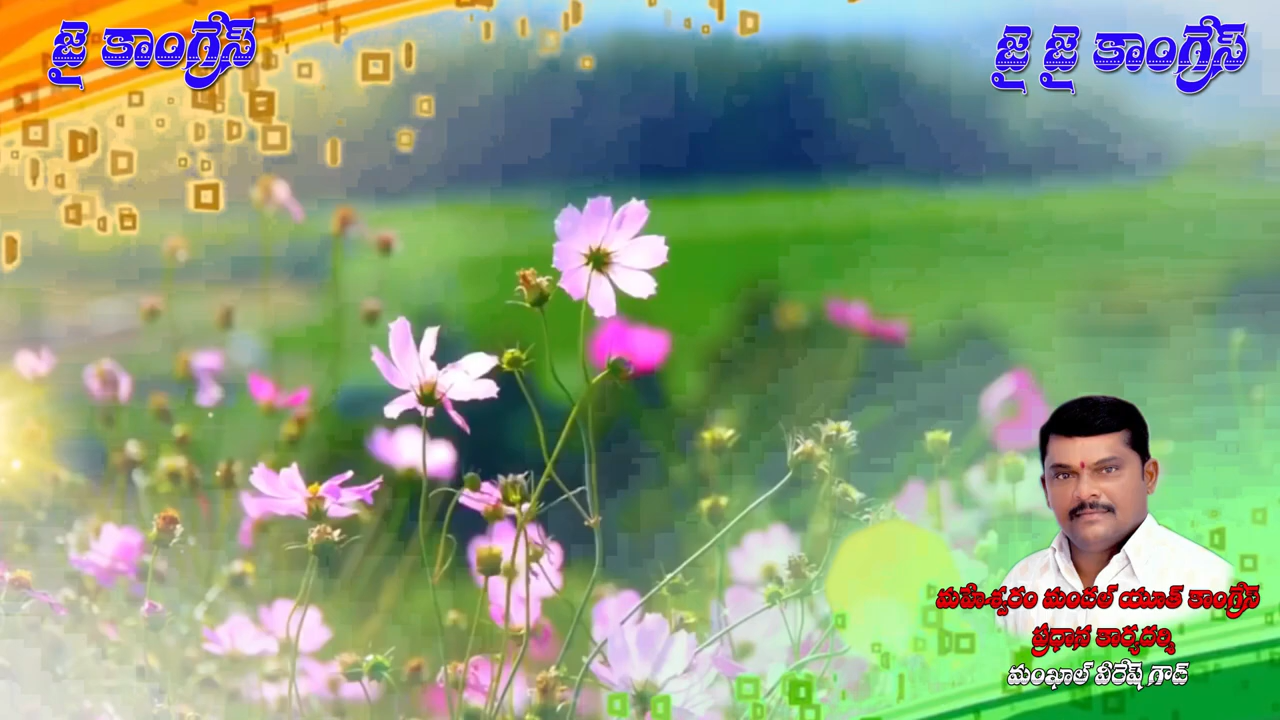 జై కాంగ్రేస్
జై జై కాంగ్రేస్
మహేశ్వరం మండల్ యూత్ కాంగ్రేస్
ప్రధాన కార్యదర్శి
మంఖాల్ వీరేష్ గౌడ్